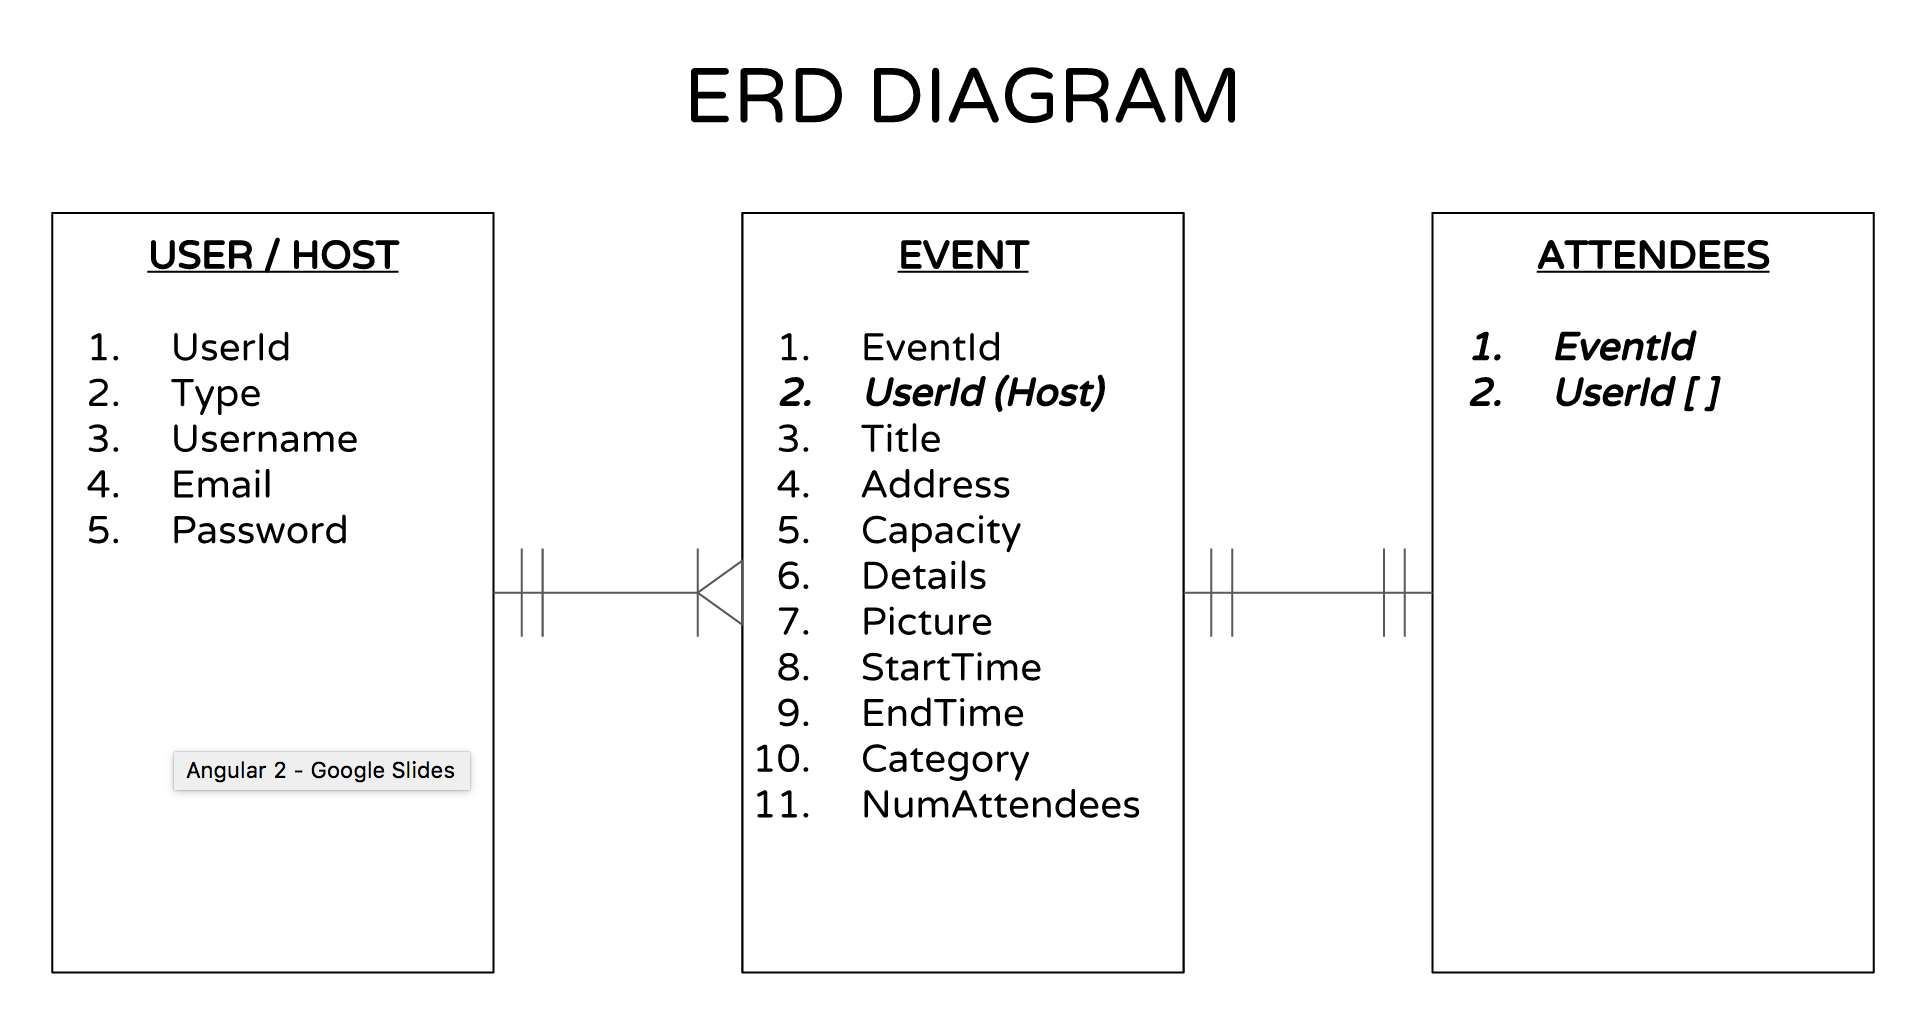 ERD DIAGRAM
USER / HOST
1. UserId
2. Type
3. Username
4. Email
5. Password
Angular 2 - Google Slides
EVENT
1. EventId
2. UserId (Host)
3. Title
4. Address
5. Capacity
6. Details
7. Picture
8. StartTime
9. EndTime
10. Category
11. NumAttendees
ATTENDEES
1. EventId
2. UserId [ ]